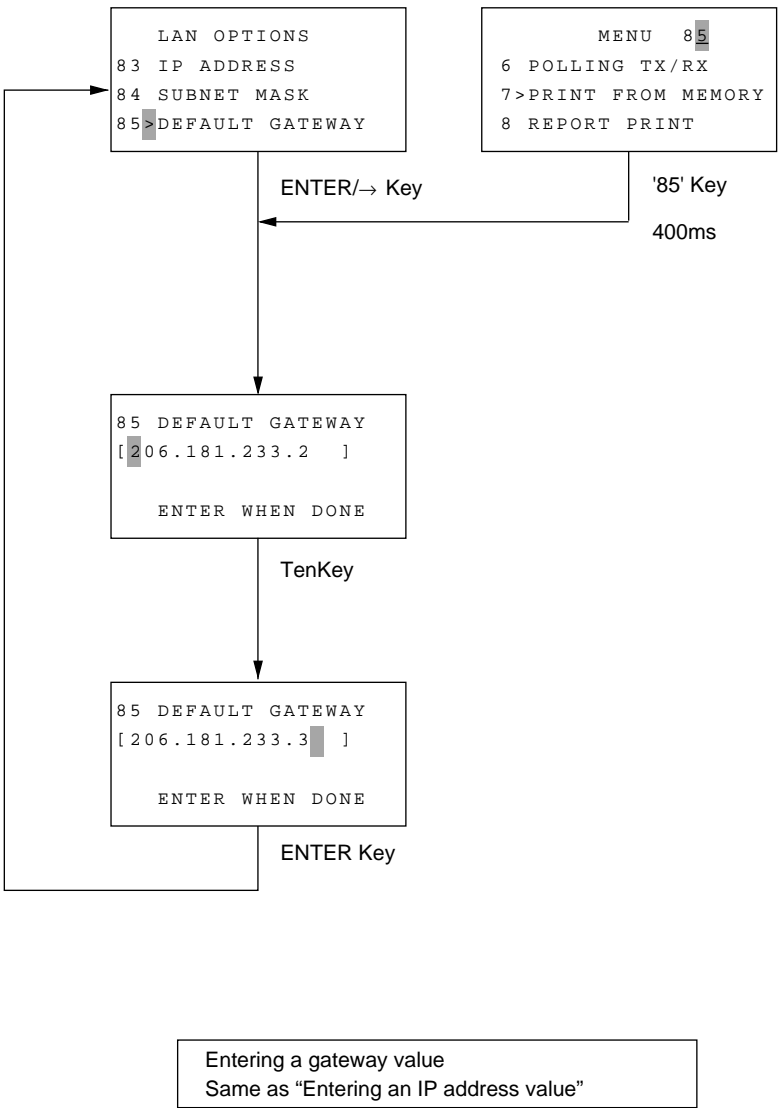 LAN OPTIONS
83 IP ADDRESS
84 SUBNET MASK
85>DEFAULT GATEWAY
MENU 85
6 POLLING TX/RX
7>PRINT FROM MEMORY
8 REPORT PRINT
ENTER/→ Key
'85' Key
400ms
85 DEFAULT GATEWAY
[206.181.233.2 ]
ENTER WHEN DONE
TenKey
85 DEFAULT GATEWAY
[206.181.233.3 ]
ENTER WHEN DONE
ENTER Key
Entering a gateway value
Same as “Entering an IP address value”